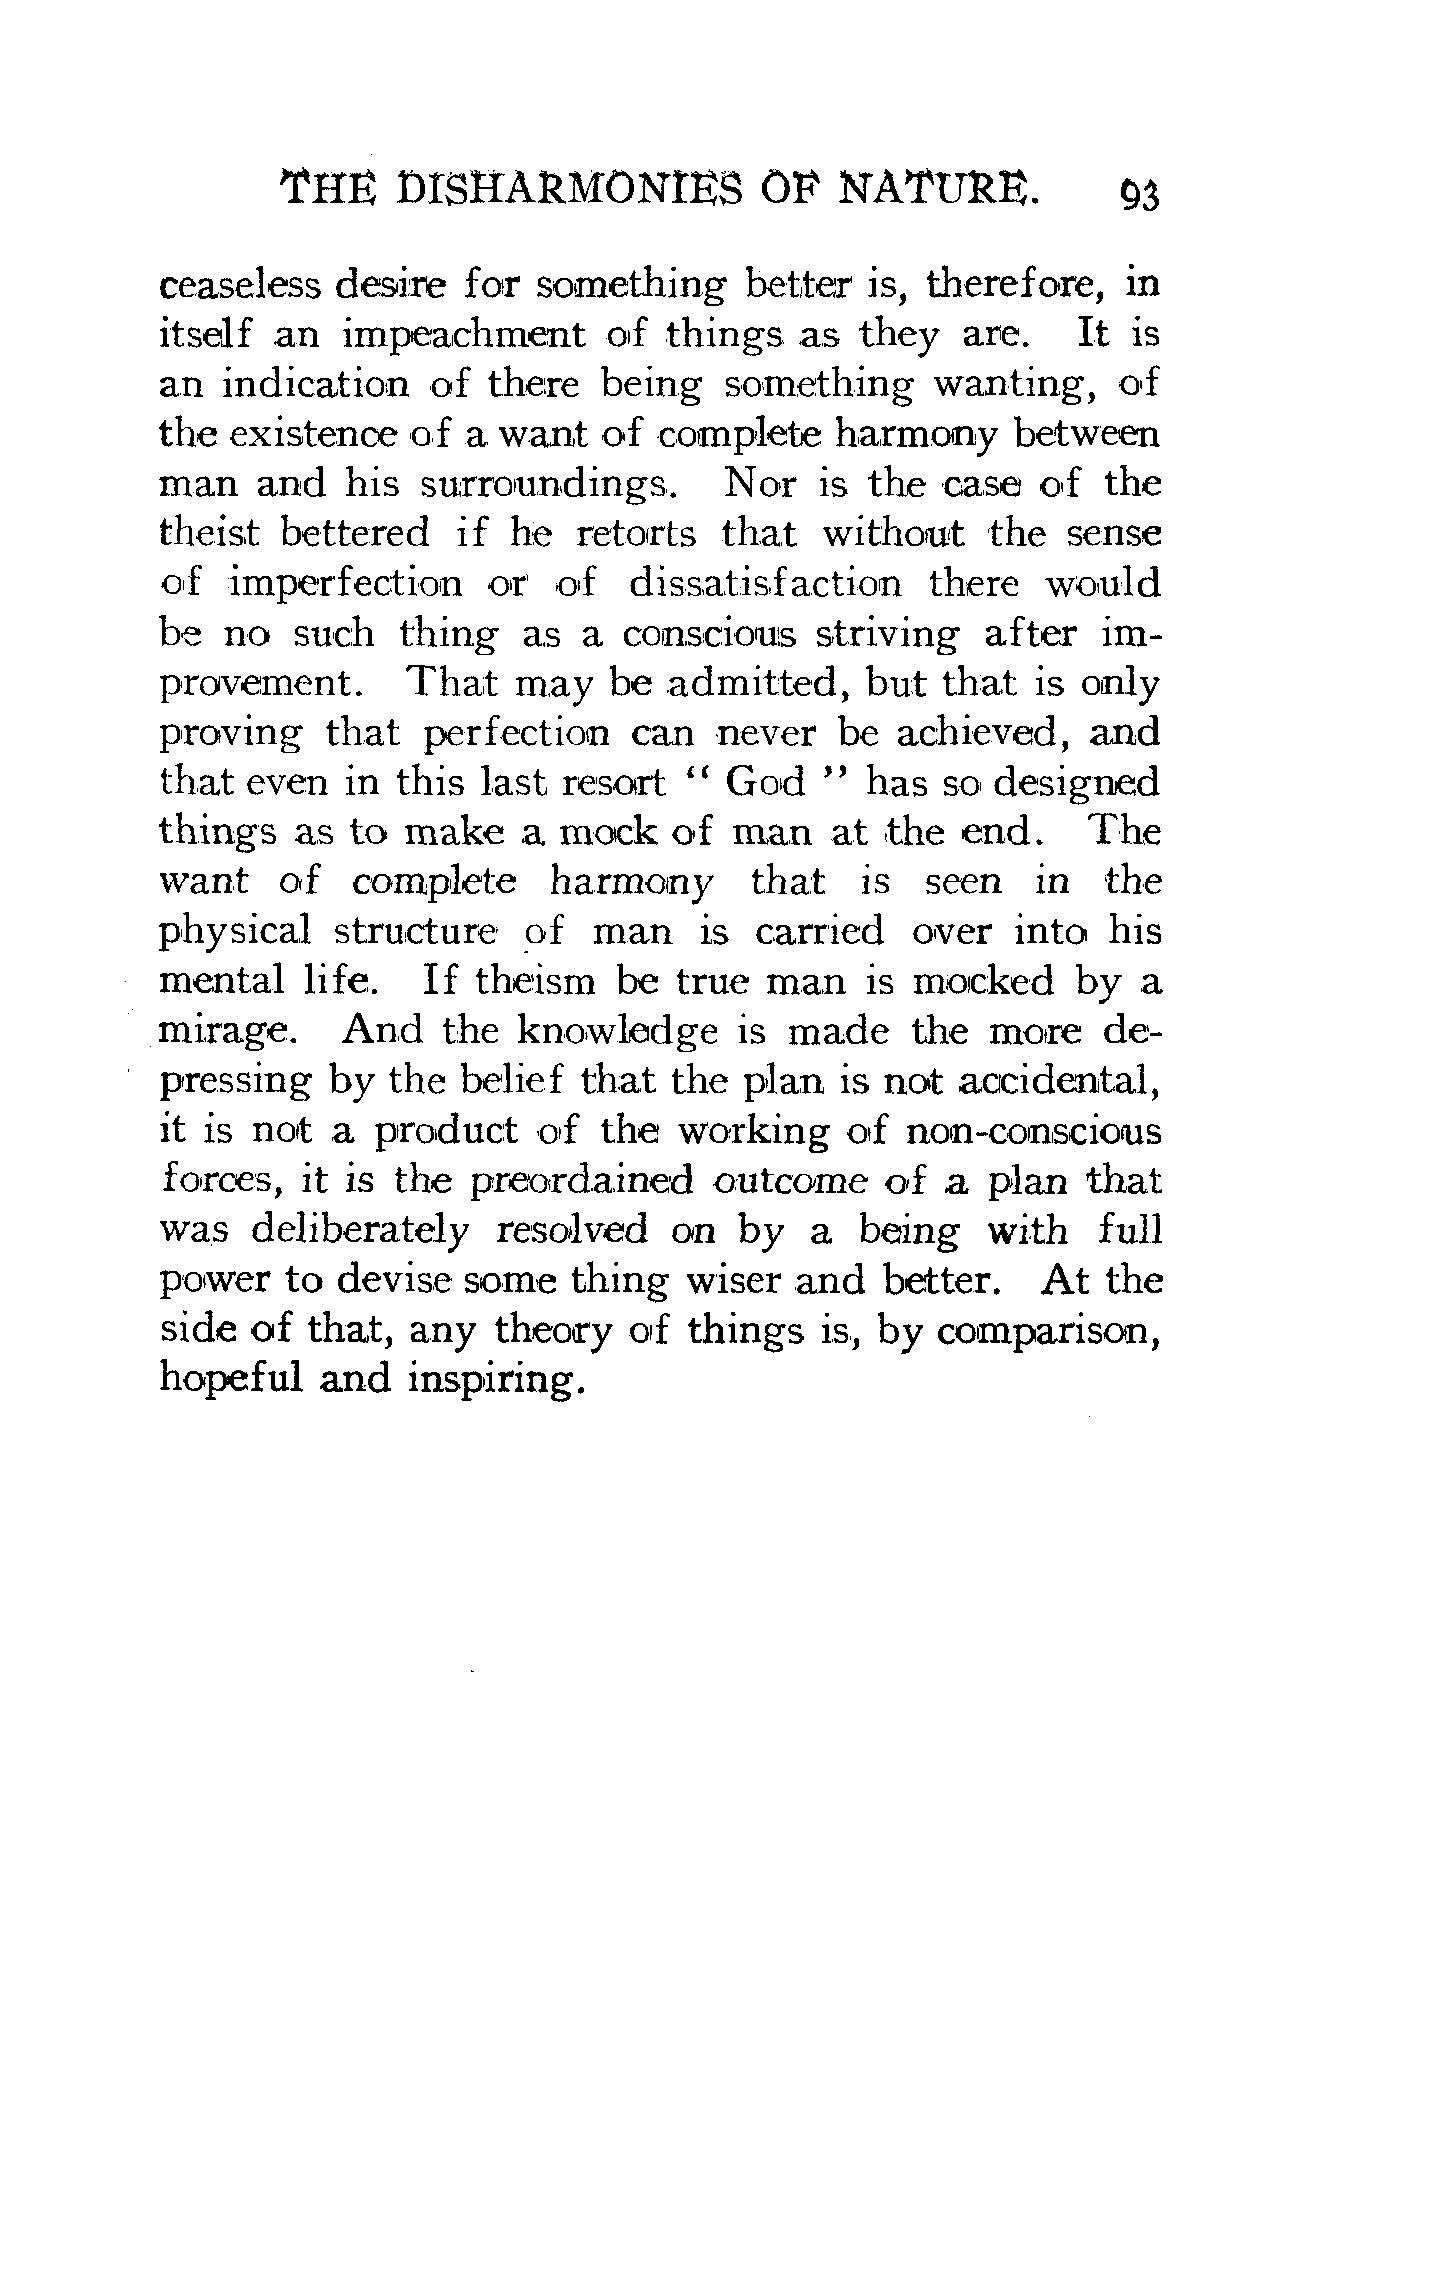 THE DISHARMONIES OF NATURE. 93
ceaseless desire for something better is, therefore, in
itself an impeachment of things as they are. It is
an indication of there being something wanting, of
the existence of a want of complete harmony between
man and his surroundings. Nor is the case of the
theist bettered if he retorts that without the sense
of imperfection or of dissatisfaction there would
be no such thing as a conscious striving after im-
provement. That may be admitted, but that is only
proving that perfection can never be achieved, and
that even in this last resort " God " has so designed
things as to make a mock of man at the end. The
want of complete harmony that is seen in the
physical structure of man is carried over into his
mental life. If theism be true man is mocked by a
mirage. And the knowledge is made the more de-
pressing by the belief that the plan is not accidental,
it is not a product of the working of non-conscious
forces, it is the preordained outcome of a plan that
was deliberately resolved on by a being with full
power to devise some thing wiser and better. At the
side of that, any theory of things is, by comparison,
hopeful and inspiring.